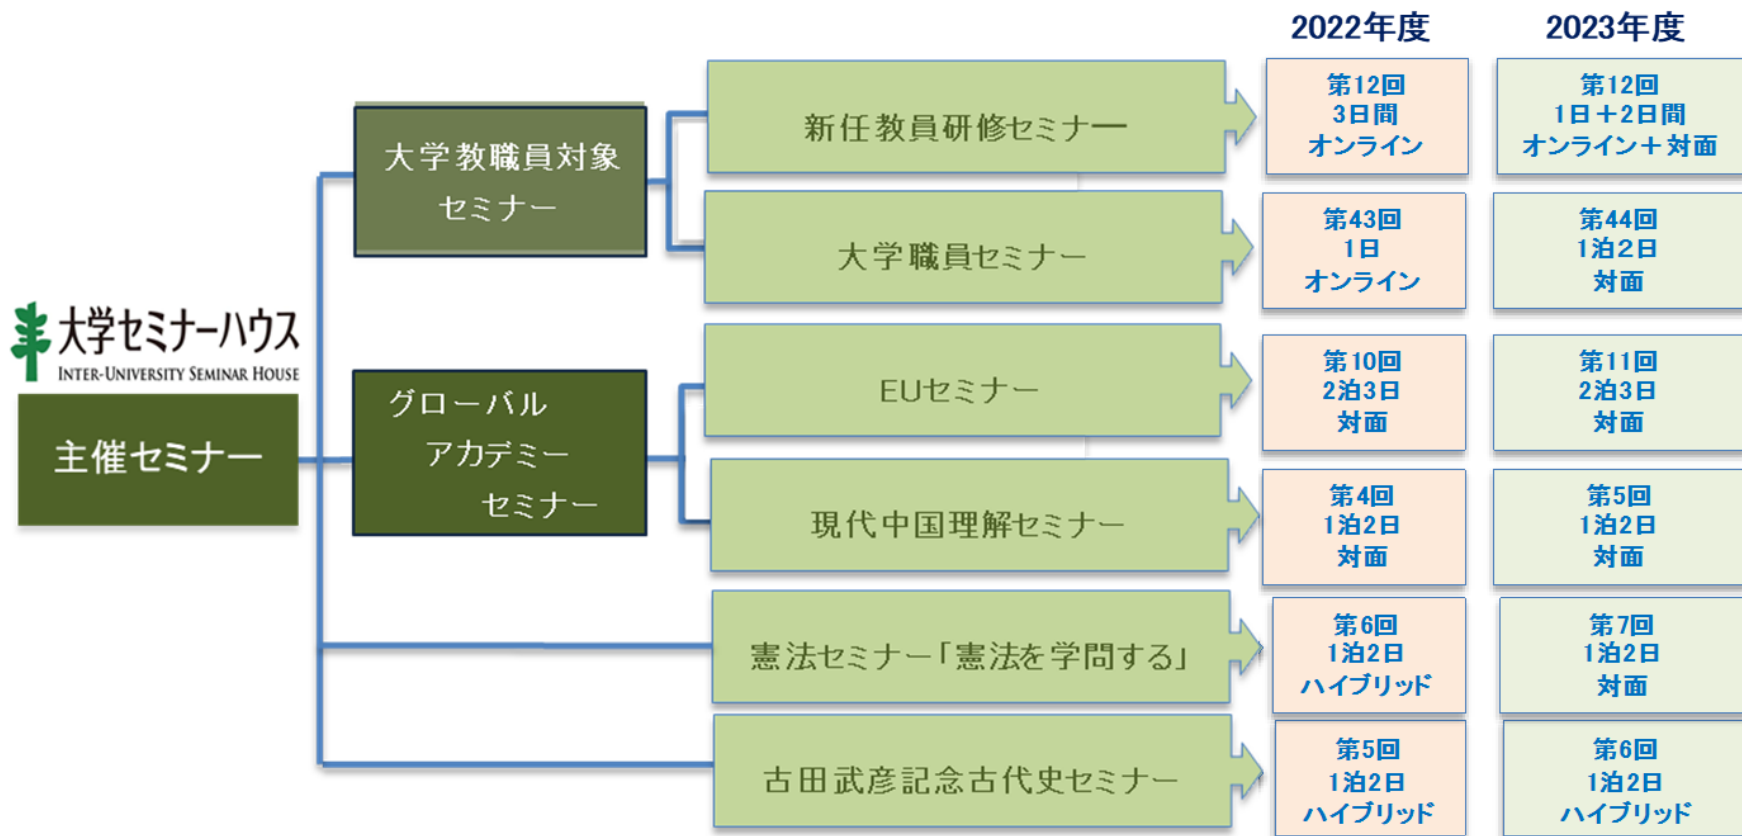 2022年度
2023年度
大学セミナーハウス
INTER-UNIVERSITY SEMINAR HOUSE
主催セミナー
大学教職員対象
セミナー
グローバル
アカデミー
セミナー
新任教員研修セミナー
第12回
3日間
オンライン
第12回
1日＋2日間
オンライン＋対面
大学職員セミナー
第43回
1日
オンライン
第44回
1泊2日
対面
EUセミナー
第10回
2泊3日
対面
第11回
2泊3日
対面
現代中国理解セミナー
第4回
1泊2日
対面
第5回
1泊2日
対面
憲法セミナー「憲法を学問する」
第6回
1泊2日
ハイブリッド
第7回
1泊2日
対面
古田武彦記念古代史セミナー
第5回
1泊2日
ハイブリッド
第6回
1泊2日
ハイブリッド